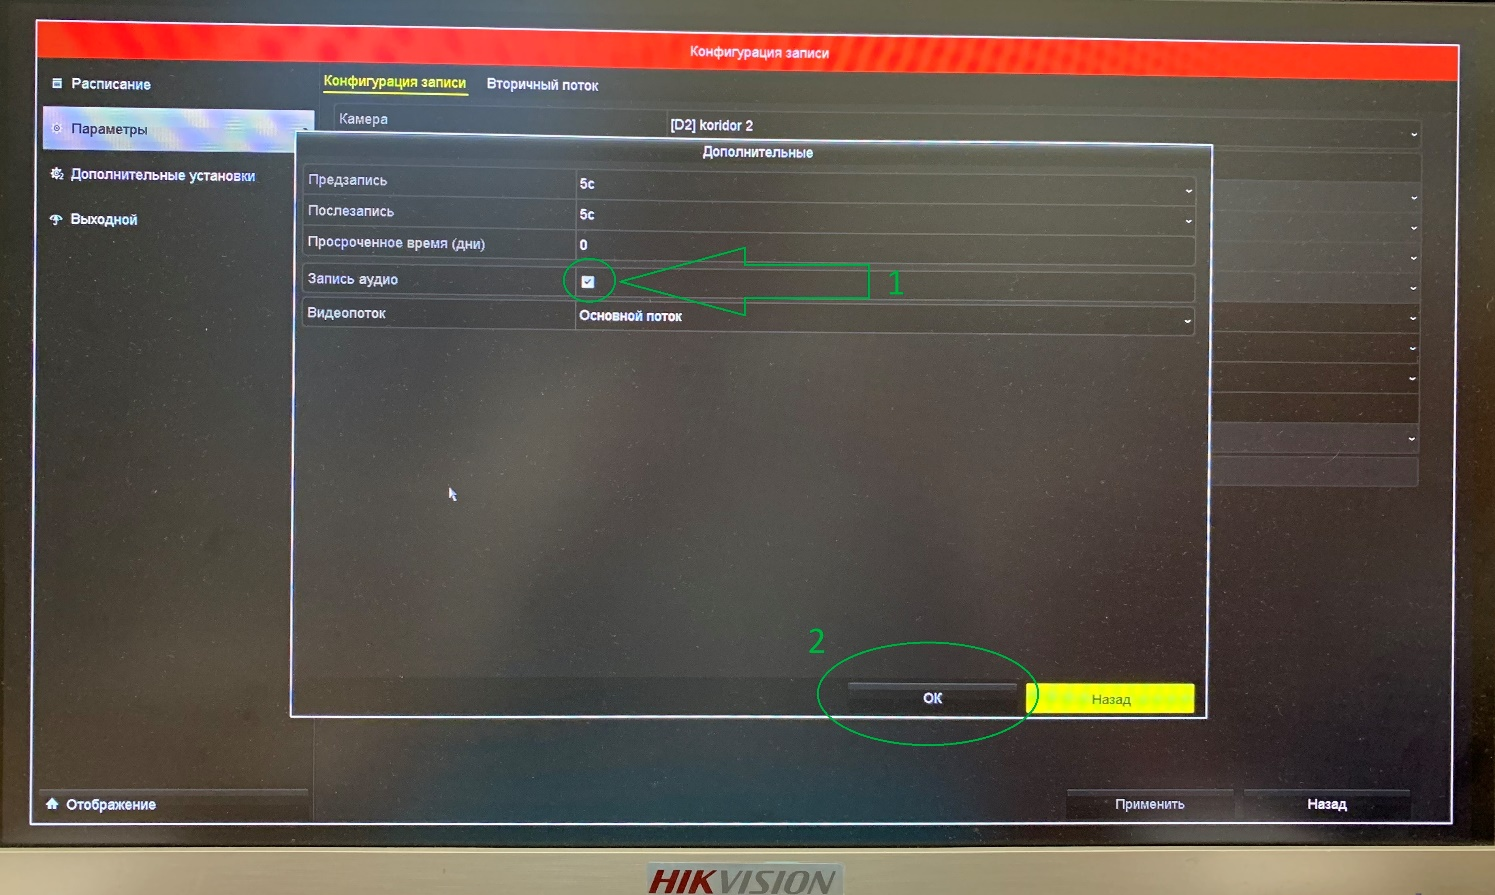 Конфигурация записи
Расписание
Параметры
Дополнительные установки
Выходной
Конфигурация записи Вторичный поток
Камера [D2] koridor 2
Дополнительные
Предзапись 5с
Послезапись 5с
Просроченное время (дни) 0
Запись аудио 1
Видеопоток Основной поток
2
ОК Назад
Отображение
Применить Назад
HIKVISION